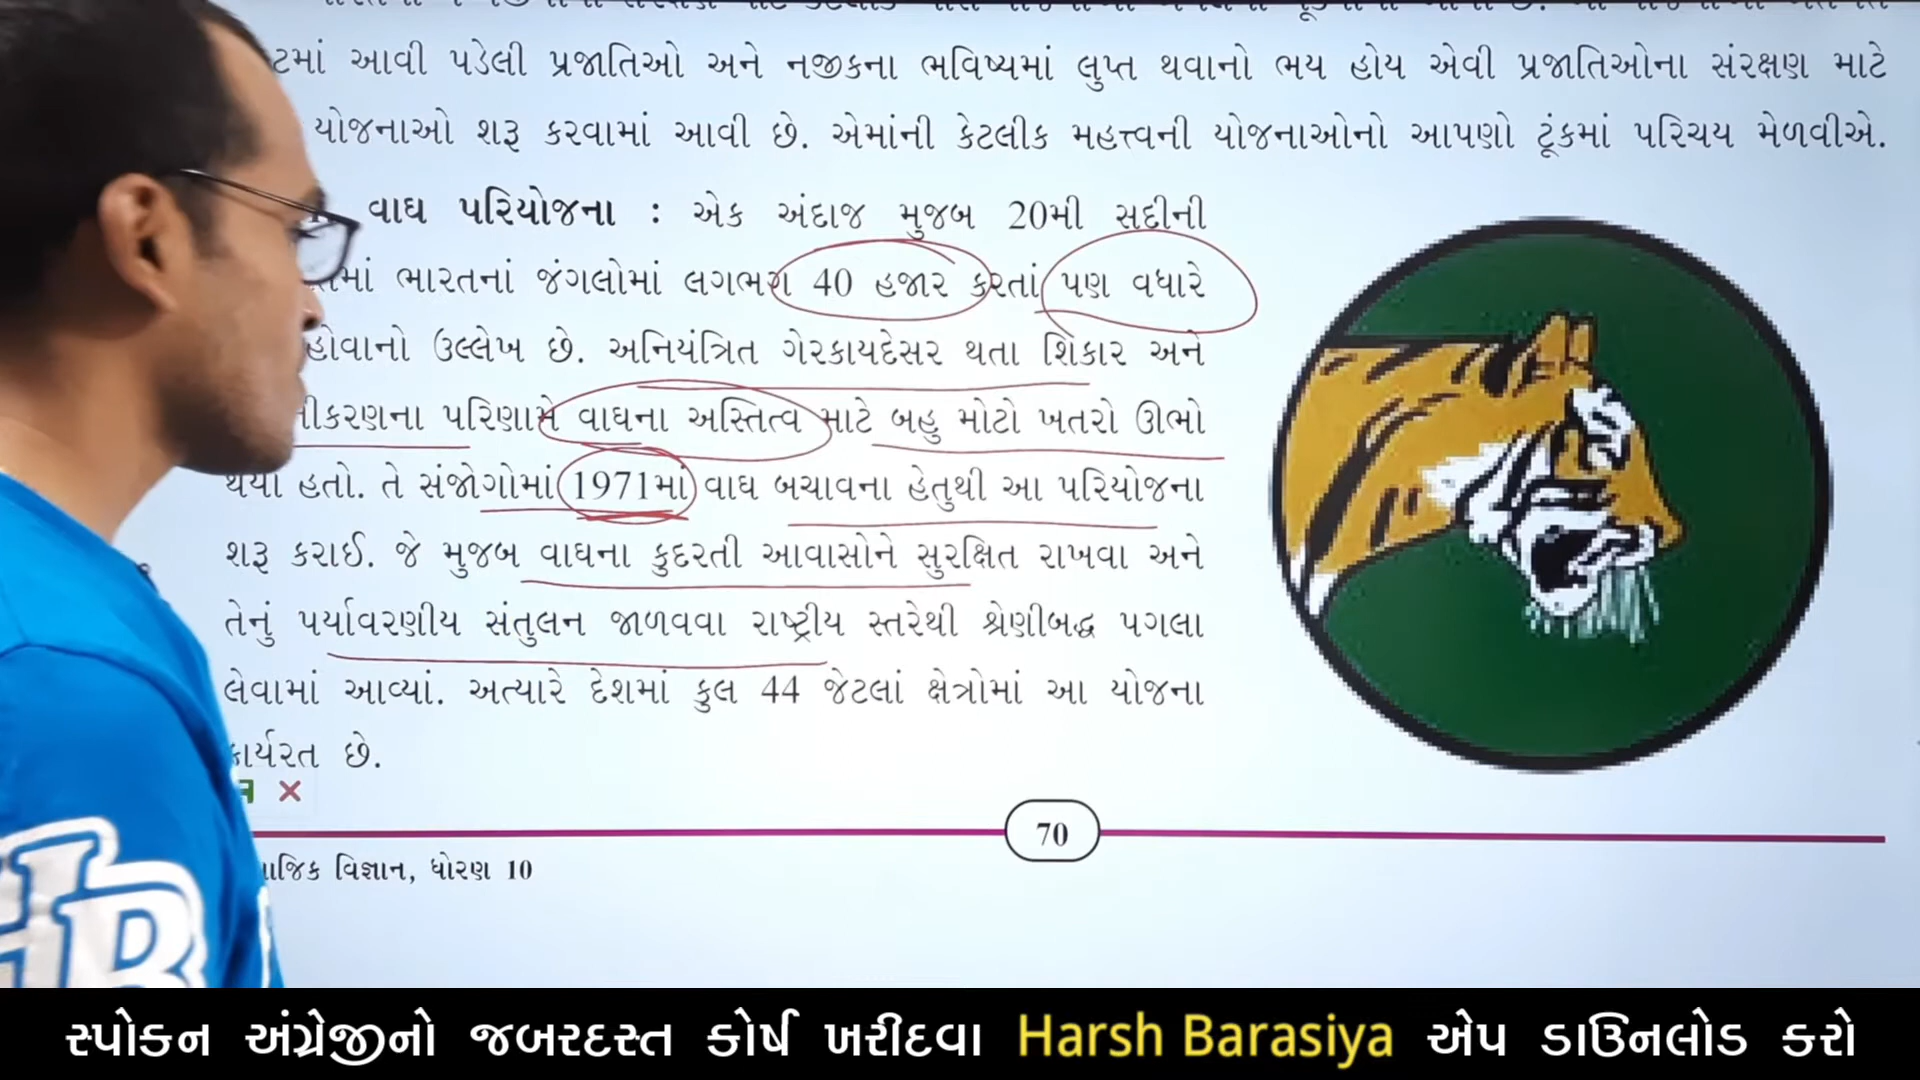 આવી પડેલી પ્રજાતિઓ અને નજીકના ભવિષ્યમાં લુપ્ત થવાનો ભય હોય એવી પ્રજાતિઓના સંરક્ષણ માટે
યોજનાઓ શરૂ કરવામાં આવી છે. એમાંની કેટલીક મહત્ત્વની યોજનાઓનો આપણો ટૂંકમાં પરિચય મેળવીએ.
વાઘ પરિયોજના : એક અંદાજ મુજબ 20મી સદીની
ભારતનાં જંગલોમાં લગભગ 40 હજાર કરતાં પણ વધારે
હોવાનો ઉલ્લેખ છે. અનિયંત્રિત ગેરકાયદેસર થતા શિકાર અને
પરિણામે વાઘના અસ્તિત્વ માટે બહુ મોટો ખતરો ઊભો
થયો હતો. તે સંજોગોમાં 1971માં વાઘ બચાવના હેતુથી આ પરિયોજના
શરૂ કરાઈ. જે મુજબ વાઘના કુદરતી આવાસોને સુરક્ષિત રાખવા અને
તેનું પર્યાવરણીય સંતુલન જાળવવા રાષ્ટ્રીય સ્તરેથી શ્રેણીબદ્ધ પગલા
લેવામાં આવ્યાં. અત્યારે દેશમાં કુલ 44 જેટલાં ક્ષેત્રોમાં આ યોજના
કાર્યરત છે.
70
વિજ્ઞાન, ધોરણ 10
સ્પોકન અંગ્રેજીનો જબરદસ્ત કોર્ષ ખરીદવા Harsh Barasiya એપ ડાઉનલોડ કરો